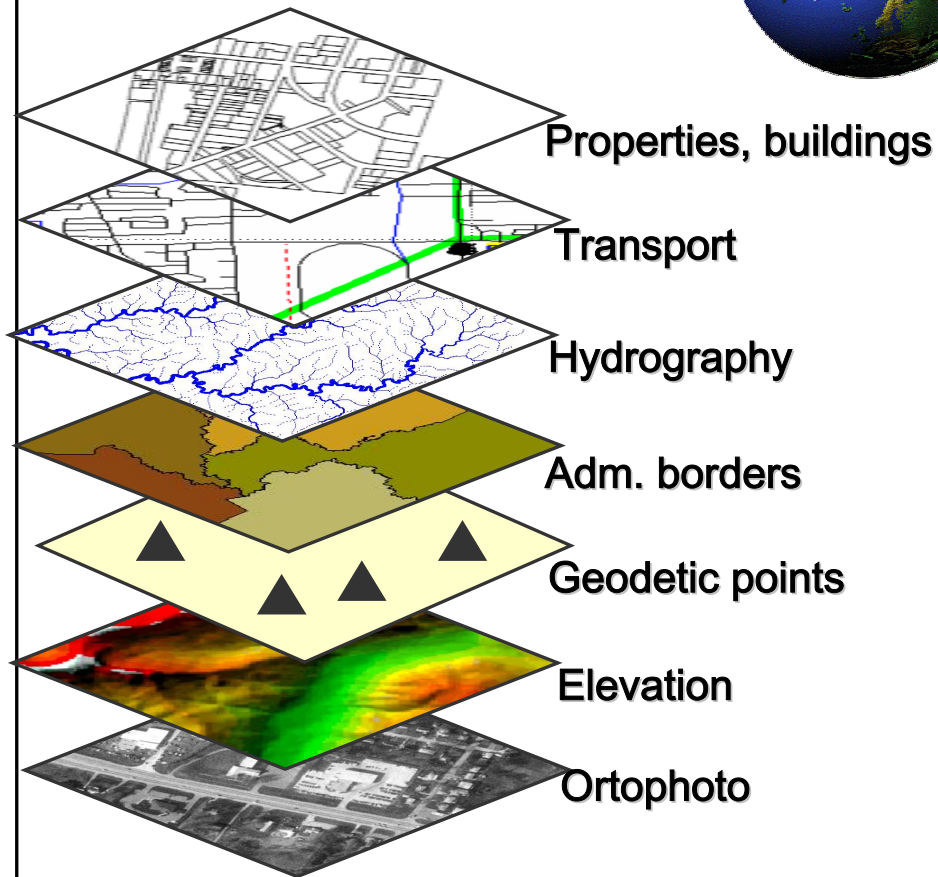 Properties, buildings
Transport
Hydrography
Adm. borders
Geodetic points
Elevation
Ortophoto